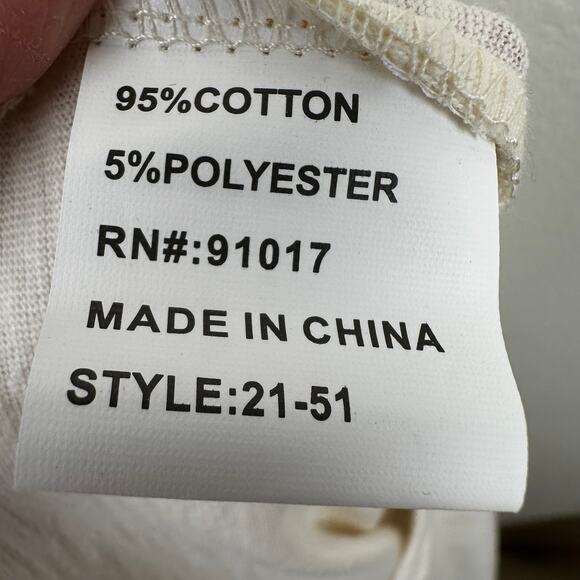 95%COTTON
5%POLYESTER
RN#:91017
MADE IN CHINA
STYLE:21-51